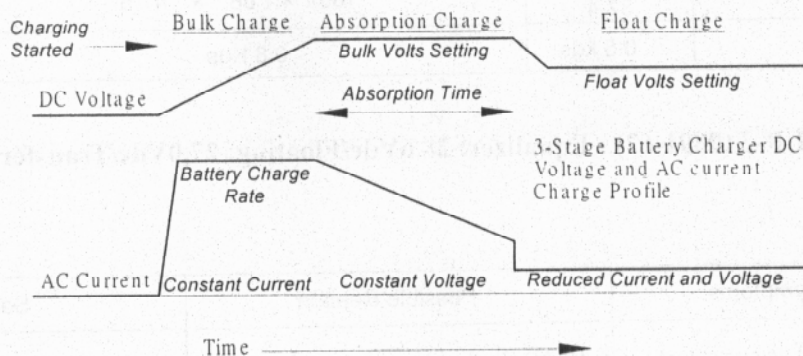 Charging Started
Bulk Charge
Absorption Charge
Float Charge
Bulk Volts Setting
Float Volts Setting
DC Voltage
Absorption Time
3-Stage Battery Charger DC
Voltage and AC current
Charge Profile
Battery Charge
Rate
AC Current
Constant Current
Constant Voltage
Reduced Current and Voltage
Time